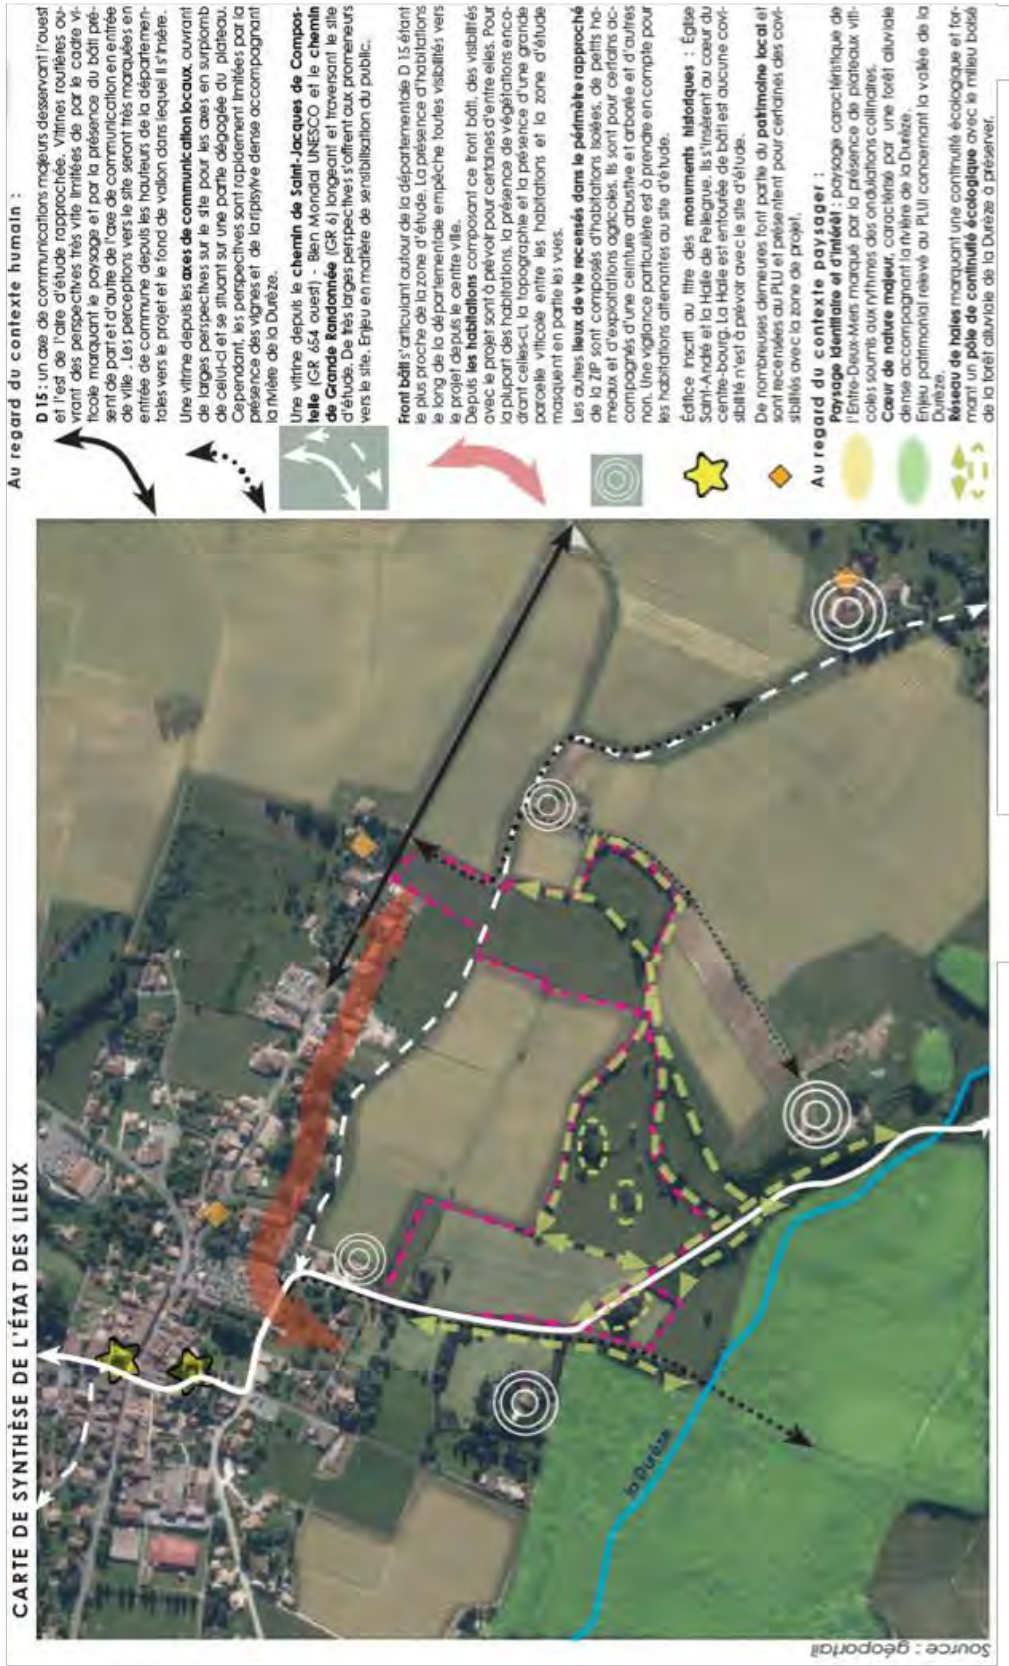 CARTE DE SYNTHÈSE DE L'ÉTAT DES LIEUX
la Durèze
Source : géoportail
Au regard du contexte humain :
D 15 : un axe de communications majeurs desservant l'ouest
et l'est de l'aire d'étude rapprochée. Vitrines routières ou-
vrant des perspectives très vite limitées de par le cadre vi-
ticole marquant le paysage et par la présence du bâti pré-
sent de part et d'autre de l'axe de communication en entrée
de ville . Les perceptions vers le site seront très marquées en
entrée de commune depuis les hauteurs de la départemen-
tales vers le projet et le fond de vallon dans lequel il s'insère.
Une vitrine depuis les axes de communication locaux, ouvrant
de larges perspectives sur le site pour les axes en surplomb
de celui-ci et se situant sur une partie dégagée du plateau.
Cependant, les perspectives sont rapidement limitées par la
présence des vignes et de la ripisylve dense accompagnant
la rivière de la Durèze.
Une vitrine depuis le chemin de Saint-Jacques de Compos-
telle (GR 654 ouest) - Bien Mondial UNESCO et le chemin
de Grande Randonnée (GR 6) longeant et traversant le site
d'étude. De très larges perspectives s'offrent aux promeneurs
vers le site. Enjeu en matière de sensibilisation du public.
Front bâti s'articulant autour de la départementale D 15 étant
le plus proche de la zone d'étude. La présence d'habitations
le long de la départementale empêche toutes visibilités vers
le projet depuis le centre ville.
Depuis les habitations composant ce front bâti, des visibilités
avec le projet sont à prévoir pour certaines d'entre elles. Pour
la plupart des habitations, la présence de végétations enca-
drant celles-ci, la topographie et la présence d'une grande
parcelle viticole entre les habitations et la zone d'étude
masquent en partie les vues.
Les autres lieux de vie recensés dans le périmètre rapproché
de la ZIP sont composés d'habitations isolées, de petits ha-
meaux et d'exploitations agricoles. Ils sont pour certains ac-
compagnés d'une ceinture arbustive et arborée et d'autres
non. Une vigilance particulière est à prendre en compte pour
les habitations attenantes au site d'étude.
Édifice inscrit au titre des monuments historiques : Église
Saint-André et la Halle de Pellegrue. Ils s'insèrent au cœur du
centre-bourg. La Halle est entourée de bâti est aucune covi-
sibilité n'est à prévoir avec le site d'étude.
De nombreuses demeures font partie du patrimoine local et
sont recensées au PLU et présentent pour certaines des covi-
sibilités avec la zone de projet.
Au regard du contexte paysager :
Paysage identitaire et d'intérêt : paysage caractéristique de
l'Entre-Deux-Mers marqué par la présence de plateaux viti-
coles soumis aux rythmes des ondulations collinaires.
Cœur de nature majeur, caractérisé par une forêt alluviale
dense accompagnant la rivière de la Durèze.
Enjeu patrimonial relevé au PLUi concernant la vallée de la
Durèze.
Réseau de haies marquant une continuité écologique et for-
mant un pôle de continuité écologique avec le milieu boisé
de la forêt alluviale de la Durèze à préserver.